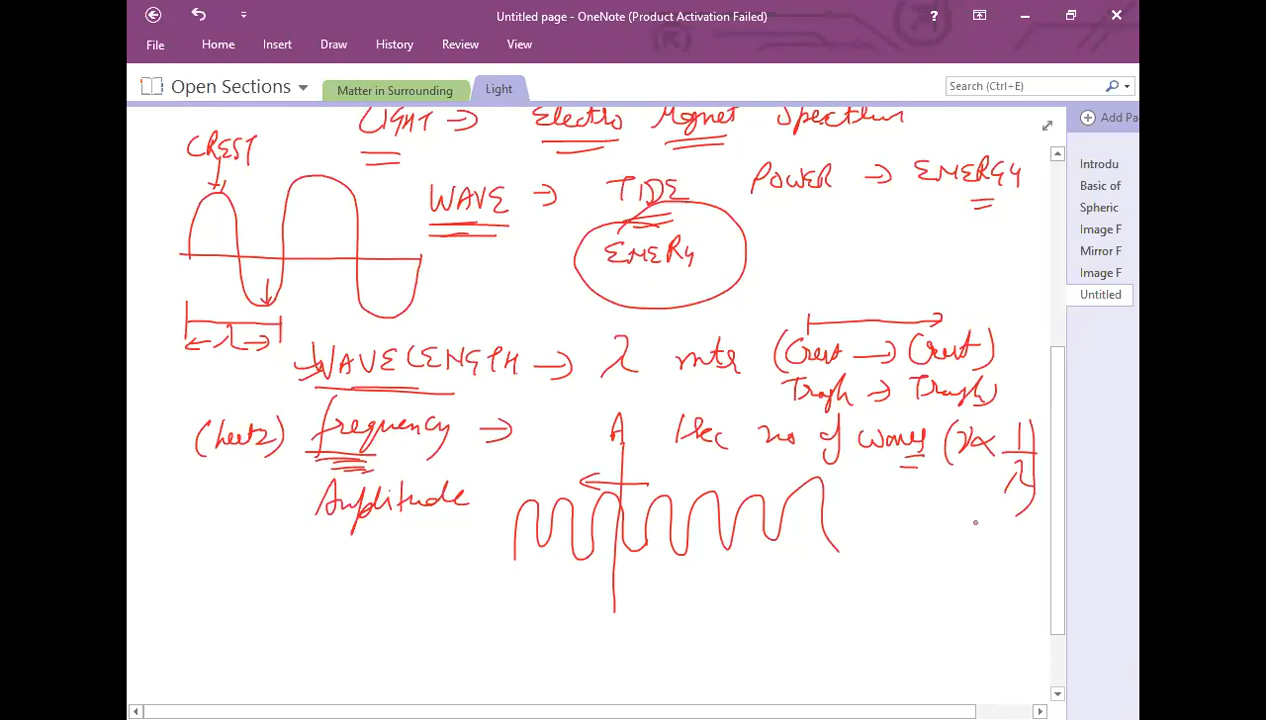 Untitled page - OneNote (Product Activation Failed)
File Home Insert Draw History Review View
Open Sections Matter in Surrounding Light Search (Ctrl+E)
Add Pa
Introdu
Basic of
Spheric
Image F
Mirror F
Image F
Untitled
LIGHT → Electro Magnet Spectrum
CREST
WAVE → TIDE POWER → ENERGY
ENERGY
λ
WAVELENGTH → λ mtr (Crest → Crest)
Trough → Trough
(heetz) frequency → A 1 sec no of waves (ν ∝ 1/λ)
Amplitude